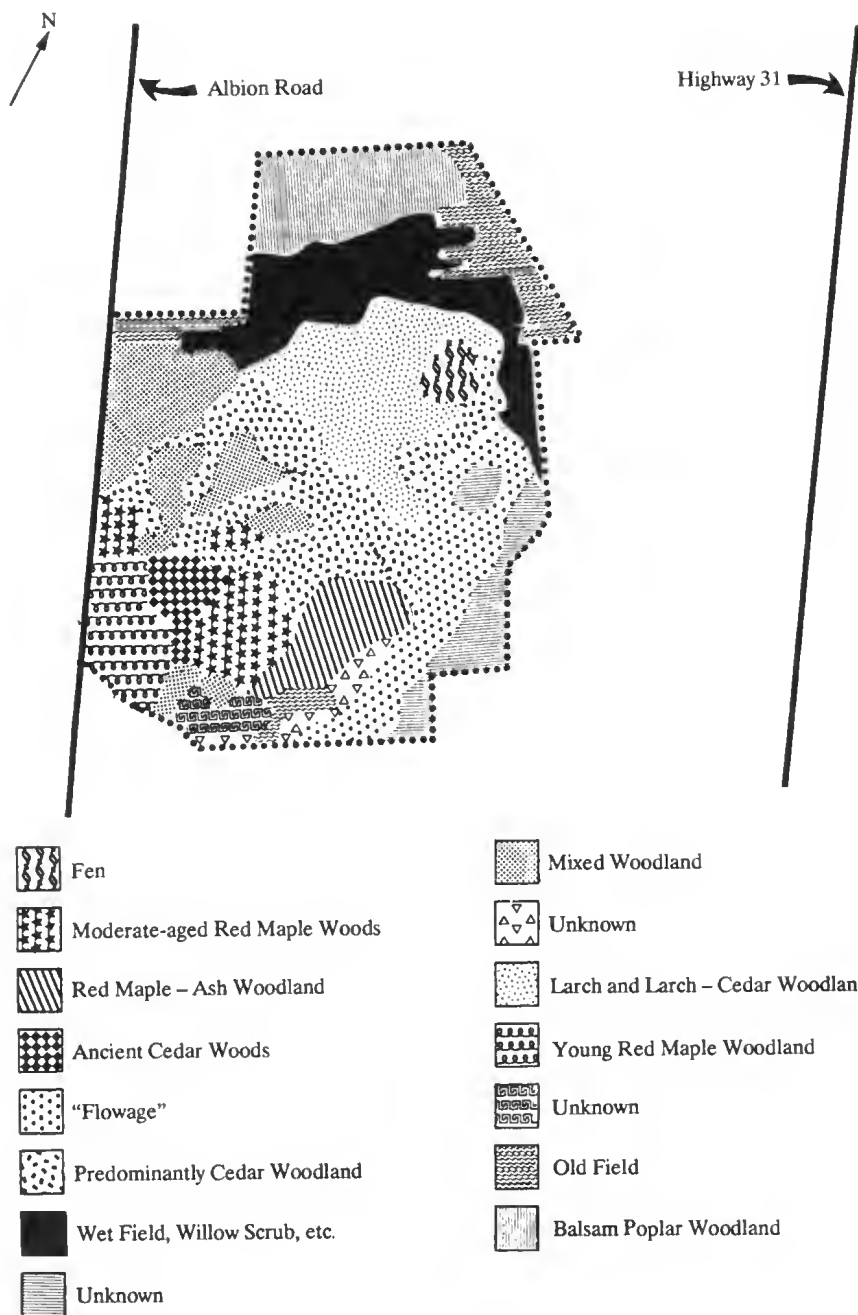 N
Albion Road
Highway 31
Fen
Moderate-aged Red Maple Woods
Red Maple – Ash Woodland
Ancient Cedar Woods
“Flowage”
Predominantly Cedar Woodland
Wet Field, Willow Scrub, etc.
Unknown
Mixed Woodland
Unknown
Larch and Larch – Cedar Woodlan
Young Red Maple Woodland
Unknown
Old Field
Balsam Poplar Woodland